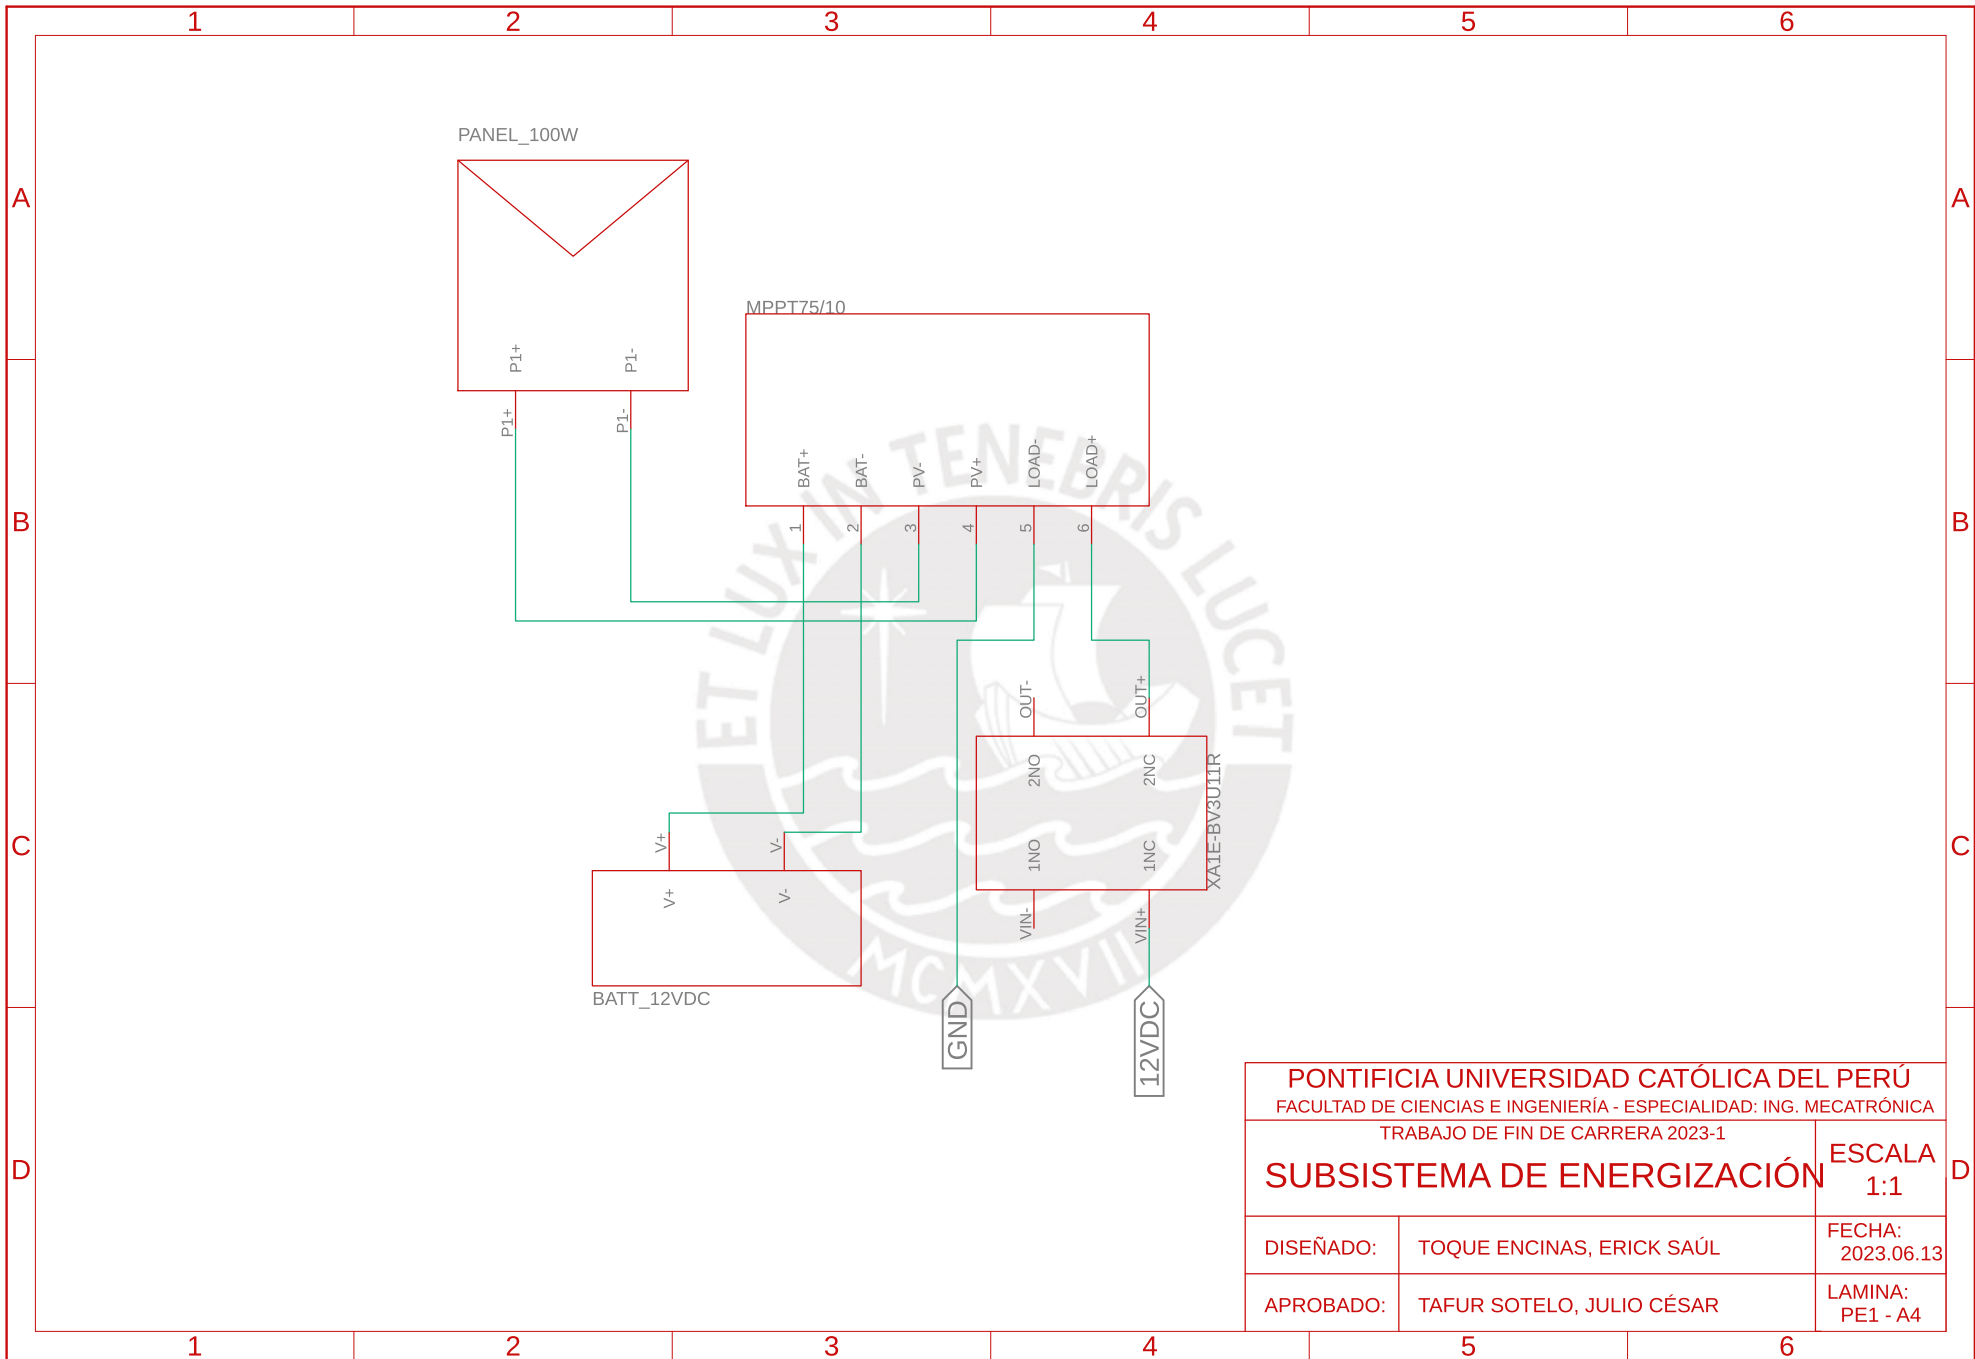 1 2 3 4 5 6
A A
PANEL_100W
P1+ P1-
P1+ P1-
MPPT75/10
BAT+ BAT- PV- PV+ LOAD- LOAD+
1 2 3 4 5 6
B B
ET LUX IN TENEBRIS LUCET
OUT- OUT+
2NO 2NC
XA1E-BV3U11R
1NO 1NC
VIN- VIN+
C C
V+ V-
V+ V-
BATT_12VDC
MCMXVII
GND 12VDC
PONTIFICIA UNIVERSIDAD CATÓLICA DEL PERÚ
FACULTAD DE CIENCIAS E INGENIERÍA - ESPECIALIDAD: ING. MECATRÓNICA
TRABAJO DE FIN DE CARRERA 2023-1
SUBSISTEMA DE ENERGIZACIÓN
ESCALA
1:1
D D
DISEÑADO: TOQUE ENCINAS, ERICK SAÚL
FECHA:
2023.06.13
APROBADO: TAFUR SOTELO, JULIO CÉSAR
LAMINA:
PE1 - A4
1 2 3 4 5 6